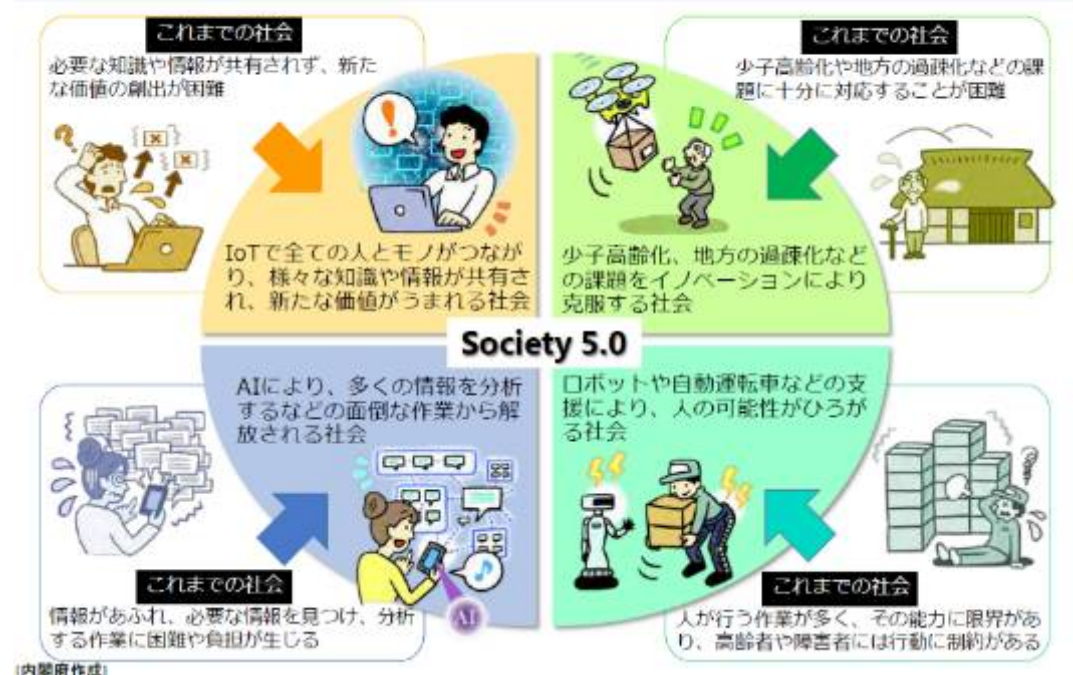 これまでの社会
必要な知識や情報が共有されず、新た
な価値の創出が困難
これまでの社会
少子高齢化や地方の過疎化などの課
題に十分に対応することが困難
IoTで全ての人とモノがつなが
り、様々な知識や情報が共有さ
れ、新たな価値がうまれる社会
少子高齢化、地方の過疎化など
の課題をイノベーションにより
克服する社会
Society 5.0
AIにより、多くの情報を分析
するなどの面倒な作業から解
放される社会
ロボットや自動運転車などの支
援により、人の可能性がひろが
る社会
AI
これまでの社会
情報があふれ、必要な情報を見つけ、分析
する作業に困難や負担が生じる
これまでの社会
人が行う作業が多く、その能力に限界があ
り、高齢者や障害者には行動に制約がある
[内閣府作成]